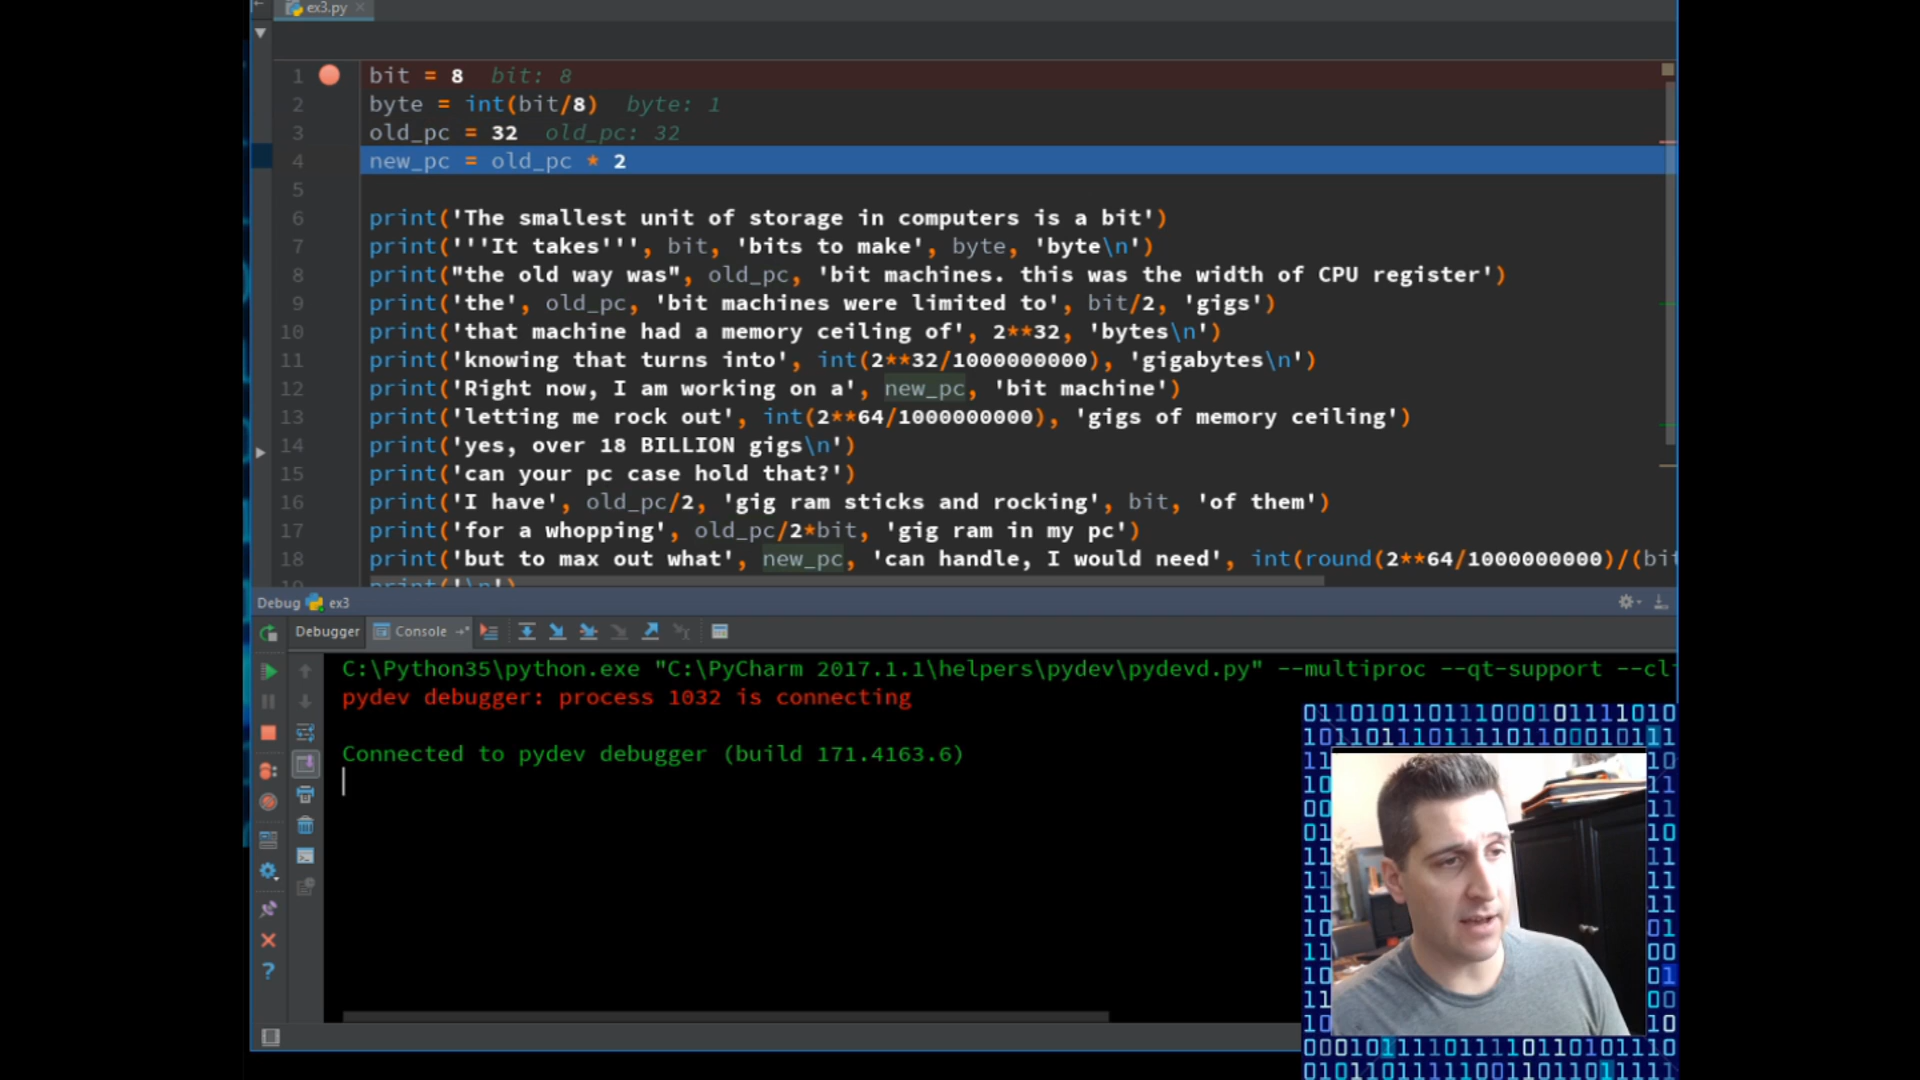 ex3.py
1 bit = 8 bit: 8
2 byte = int(bit/8) byte: 1
3 old_pc = 32 old_pc: 32
4 new_pc = old_pc * 2
5
6 print('The smallest unit of storage in computers is a bit')
7 print('''It takes''', bit, 'bits to make', byte, 'byte\n')
8 print("the old way was", old_pc, 'bit machines. this was the width of CPU register')
9 print('the', old_pc, 'bit machines were limited to', bit/2, 'gigs')
10 print('that machine had a memory ceiling of', 2**32, 'bytes\n')
11 print('knowing that turns into', int(2**32/1000000000), 'gigabytes\n')
12 print('Right now, I am working on a', new_pc, 'bit machine')
13 print('letting me rock out', int(2**64/1000000000), 'gigs of memory ceiling')
14 print('yes, over 18 BILLION gigs\n')
15 print('can your pc case hold that?')
16 print('I have', old_pc/2, 'gig ram sticks and rocking', bit, 'of them')
17 print('for a whopping', old_pc/2*bit, 'gig ram in my pc')
18 print('but to max out what', new_pc, 'can handle, I would need', int(round(2**64/1000000000)/(bit
19 print('\n')
Debug ex3
Debugger Console
C:\Python35\python.exe "C:\PyCharm 2017.1.1\helpers\pydev\pydevd.py" --multiproc --qt-support --cl
pydev debugger: process 1032 is connecting
Connected to pydev debugger (build 171.4163.6)